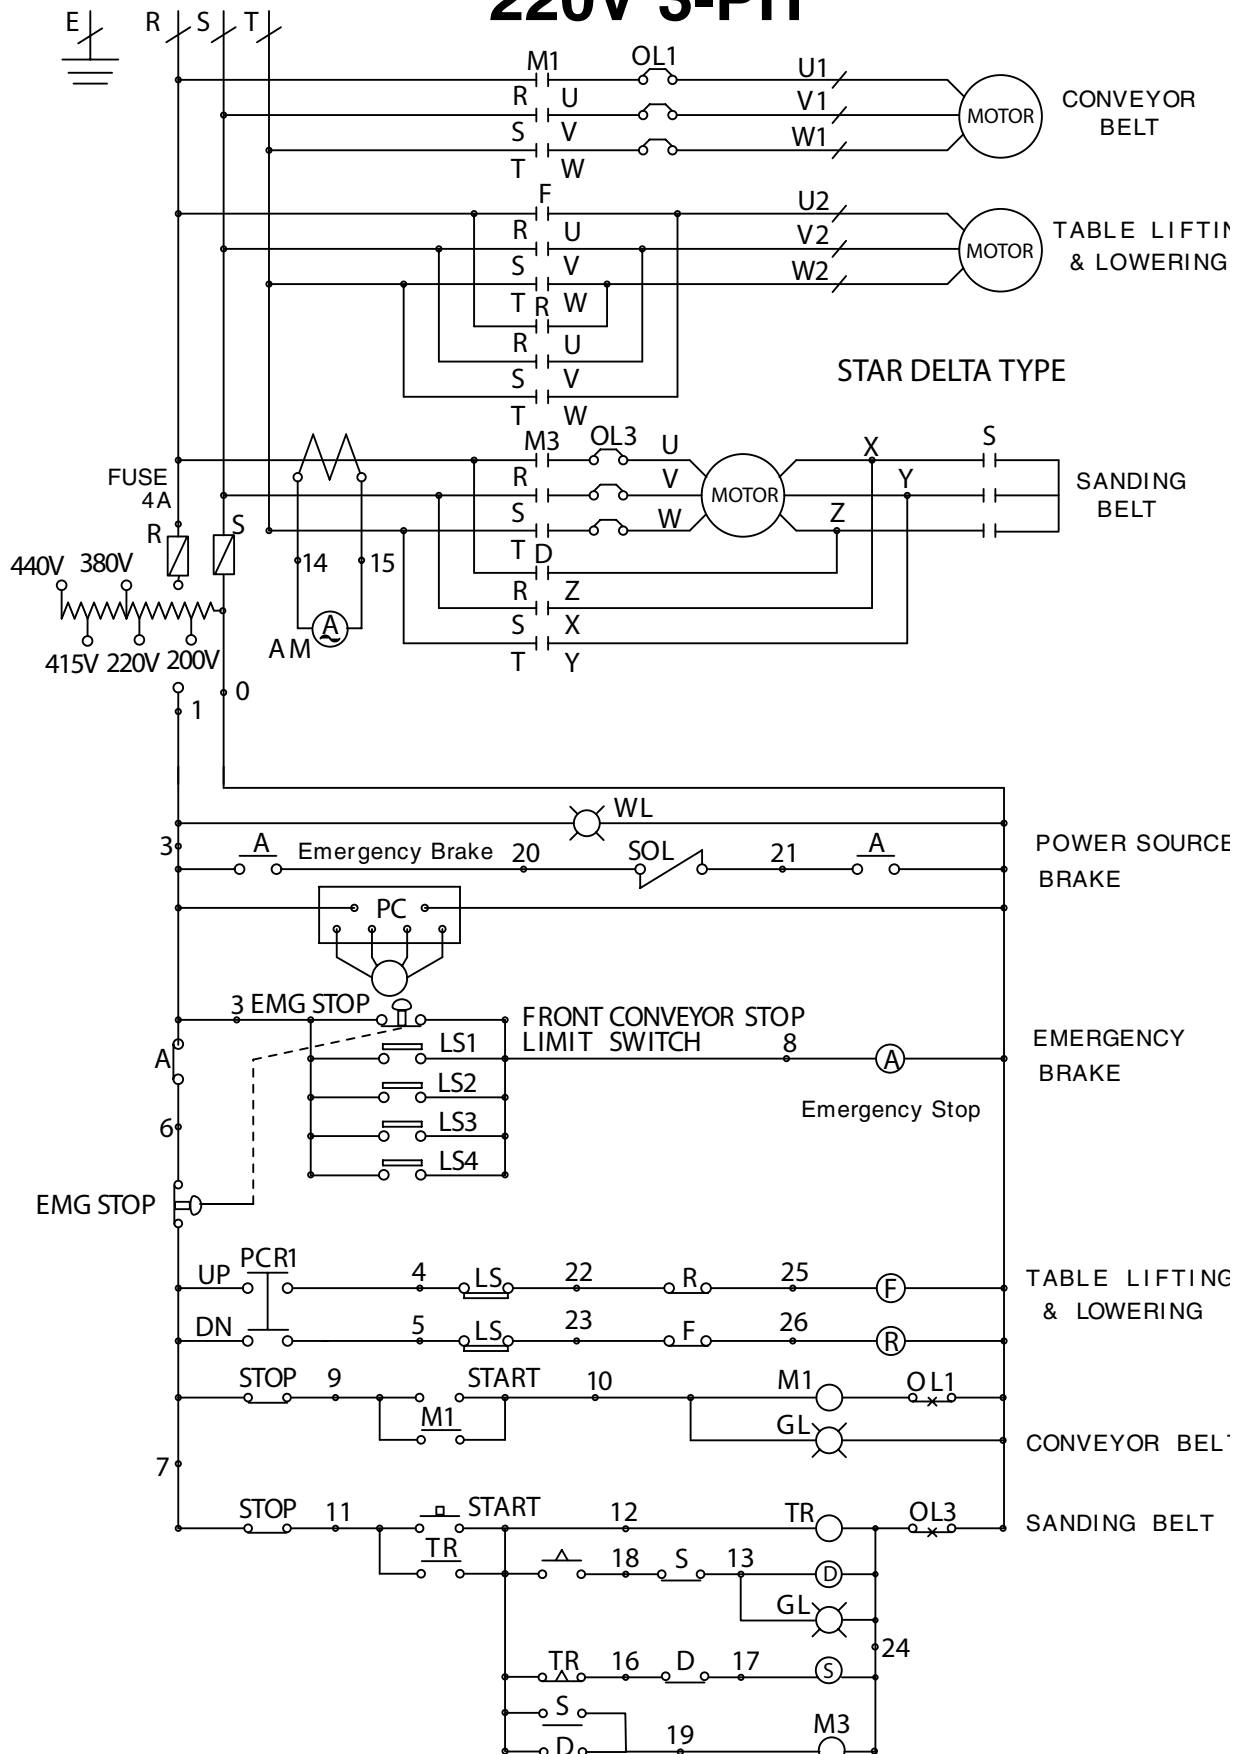 220V 3-PH
E R S T
M1 OL1 U1
R U V1
CONVEYOR
BELT
MOTOR
S V W1
T W
F U2
R U V2
TABLE LIFTIN
& LOWERING
MOTOR
S V W2
T R W
R U
S V
T W
STAR DELTA TYPE
M3 OL3 U X S
FUSE
4A
R V Y
MOTOR
SANDING
BELT
S W Z
R S
T D
440V 380V
14 15
R Z
S X
A
AM
T Y
415V 220V 200V
0
1
WL
3 A Emergency Brake 20 SOL 21 A
POWER SOURCE
BRAKE
PC
3 EMG STOP
FRONT CONVEYOR STOP
LIMIT SWITCH
A LS1 8 A
EMERGENCY
BRAKE
LS2
Emergency Stop
6 LS3
LS4
EMG STOP
PCR1
UP 4 LS 22 R 25 F
TABLE LIFTING
& LOWERING
DN 5 LS 23 F 26 R
STOP 9 START 10 M1 OL1
M1 GL
CONVEYOR BEL
7
STOP 11 START 12 TR OL3
SANDING BELT
TR 18 S 13 D
GL
24
TR 16 D 17 S
S
D 19 M3